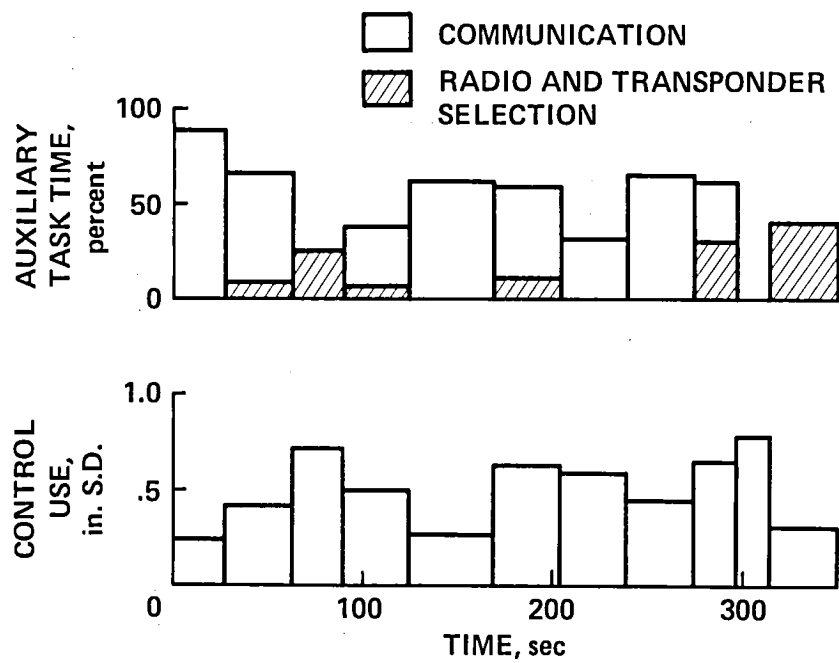 COMMUNICATION
RADIO AND TRANSPONDER
SELECTION
AUXILIARY
TASK TIME,
percent
100
50
0
CONTROL
USE,
in. S.D.
1.0
.5
0
100
200
300
TIME, sec